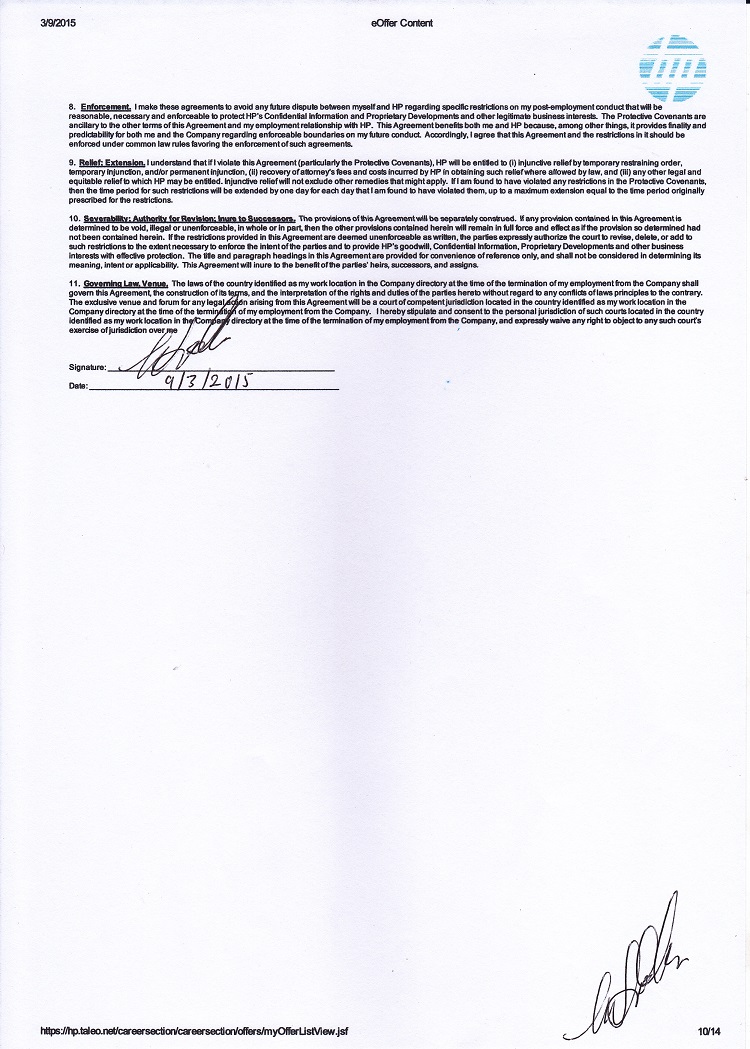 3/9/2015 eOffer Content
hp
8. Enforcement. I make these agreements to avoid any future dispute between myself and HP regarding specific restrictions on my post-employment conduct that will be
reasonable, necessary and enforceable to protect HP's Confidential Information and Proprietary Developments and other legitimate business interests. The Protective Covenants are
ancillary to the other terms of this Agreement and my employment relationship with HP. This Agreement benefits both me and HP because, among other things, it provides finality and
predictability for both me and the Company regarding enforceable boundaries on my future conduct. Accordingly, I agree that this Agreement and the restrictions in it should be
enforced under common law rules favoring the enforcement of such agreements.
9. Relief; Extension. I understand that if I violate this Agreement (particularly the Protective Covenants), HP will be entitled to (i) injunctive relief by temporary restraining order,
temporary injunction, and/or permanent injunction, (ii) recovery of attorney's fees and costs incurred by HP in obtaining such relief where allowed by law, and (iii) any other legal and
equitable relief to which HP may be entitled. Injunctive relief will not exclude other remedies that might apply. If I am found to have violated any restrictions in the Protective Covenants,
then the time period for such restrictions will be extended by one day for each day that I am found to have violated them, up to a maximum extension equal to the time period originally
prescribed for the restrictions.
10. Severability; Authority for Revision; Inure to Successors. The provisions of this Agreement will be separately construed. If any provision contained in this Agreement is
determined to be void, illegal or unenforceable, in whole or in part, then the other provisions contained herein will remain in full force and effect as if the provision so determined had
not been contained herein. If the restrictions provided in this Agreement are deemed unenforceable as written, the parties expressly authorize the court to revise, delete, or add to
such restrictions to the extent necessary to enforce the intent of the parties and to provide HP's goodwill, Confidential Information, Proprietary Developments and other business
interests with effective protection. The title and paragraph headings in this Agreement are provided for convenience of reference only, and shall not be considered in determining its
meaning, intent or applicability. This Agreement will inure to the benefit of the parties' heirs, successors, and assigns.
11. Governing Law, Venue. The laws of the country identified as my work location in the Company directory at the time of the termination of my employment from the Company shall
govern this Agreement, the construction of its terms, and the interpretation of the rights and duties of the parties hereto without regard to any conflicts of laws principles to the contrary.
The exclusive venue and forum for any legal action arising from this Agreement will be a court of competent jurisdiction located in the country identified as my work location in the
Company directory at the time of the termination of my employment from the Company. I hereby stipulate and consent to the personal jurisdiction of such courts located in the country
identified as my work location in the Company directory at the time of the termination of my employment from the Company, and expressly waive any right to object to any such court's
exercise of jurisdiction over me
Signature:
Date: 9/3/2015
https://hp.taleo.net/careersection/careersection/offers/myOfferListView.jsf 10/14